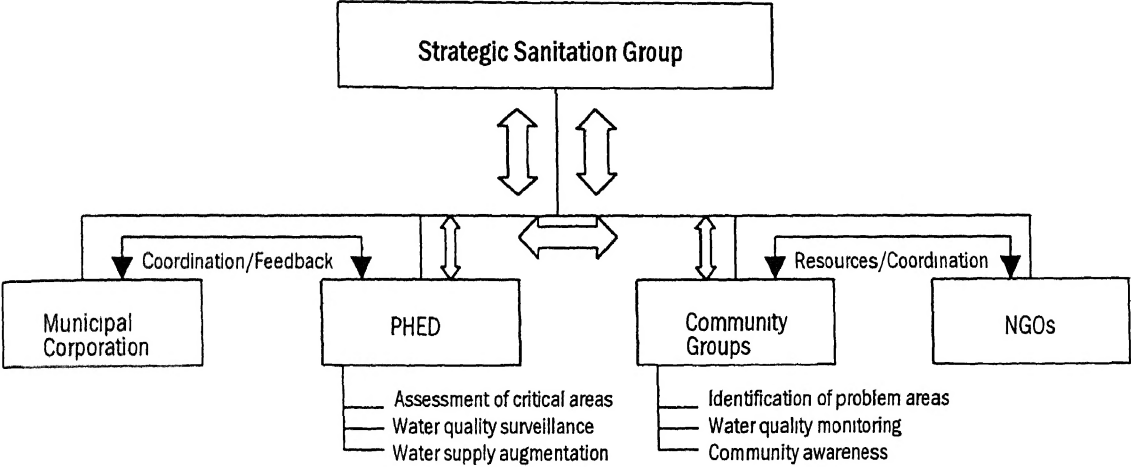 Strategic Sanitation Group
Coordination/Feedback
Resources/Coordination
Municipal
Corporation
PHED
Community
Groups
NGOs
Assessment of critical areas
Water quality surveillance
Water supply augmentation
Identification of problem areas
Water quality monitoring
Community awareness